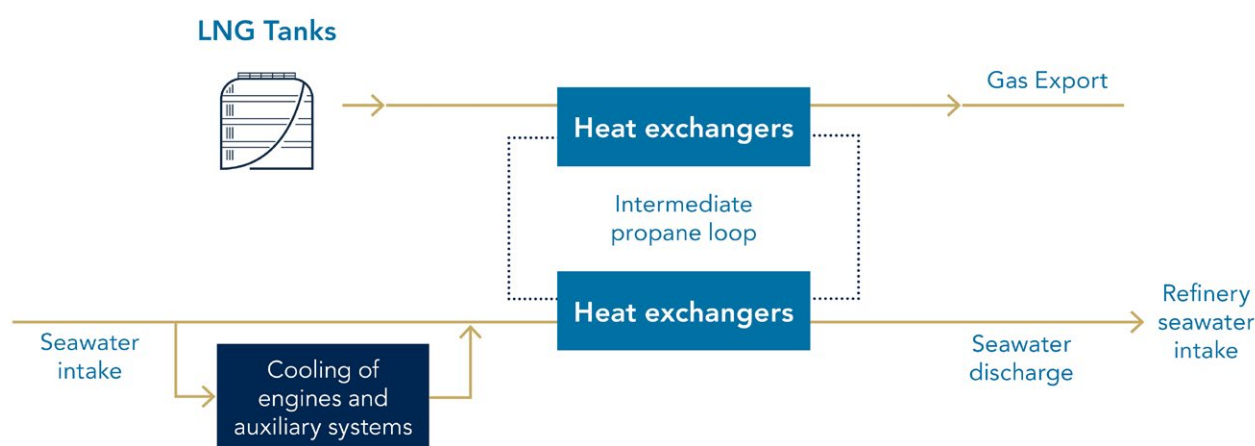 LNG Tanks
Gas Export
Heat exchangers
Intermediate
propane loop
Heat exchangers
Seawater
intake
Cooling of
engines and
auxiliary systems
Seawater
discharge
Refinery
seawater
intake